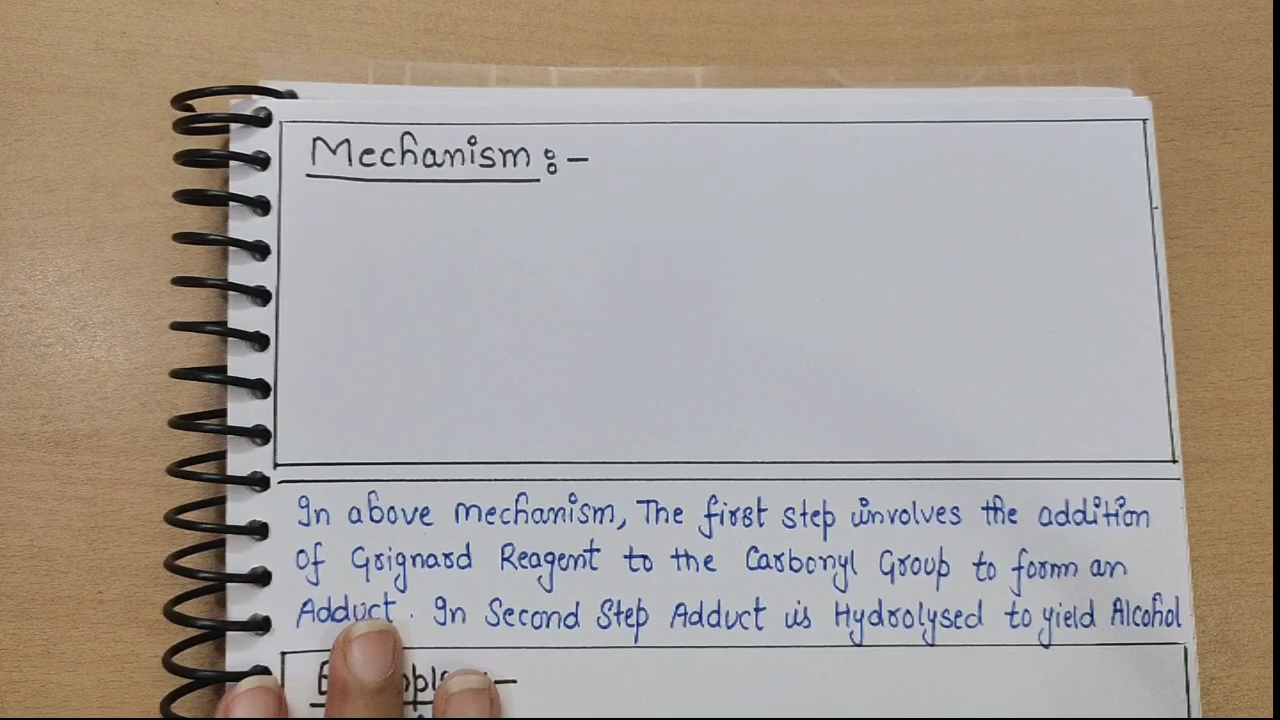 Mechanism :-
In above mechanism, The first step involves the addition
of Grignard Reagent to the Carbonyl Group to form an
Adduct. In Second Step Adduct is Hydrolysed to yield Alcohol